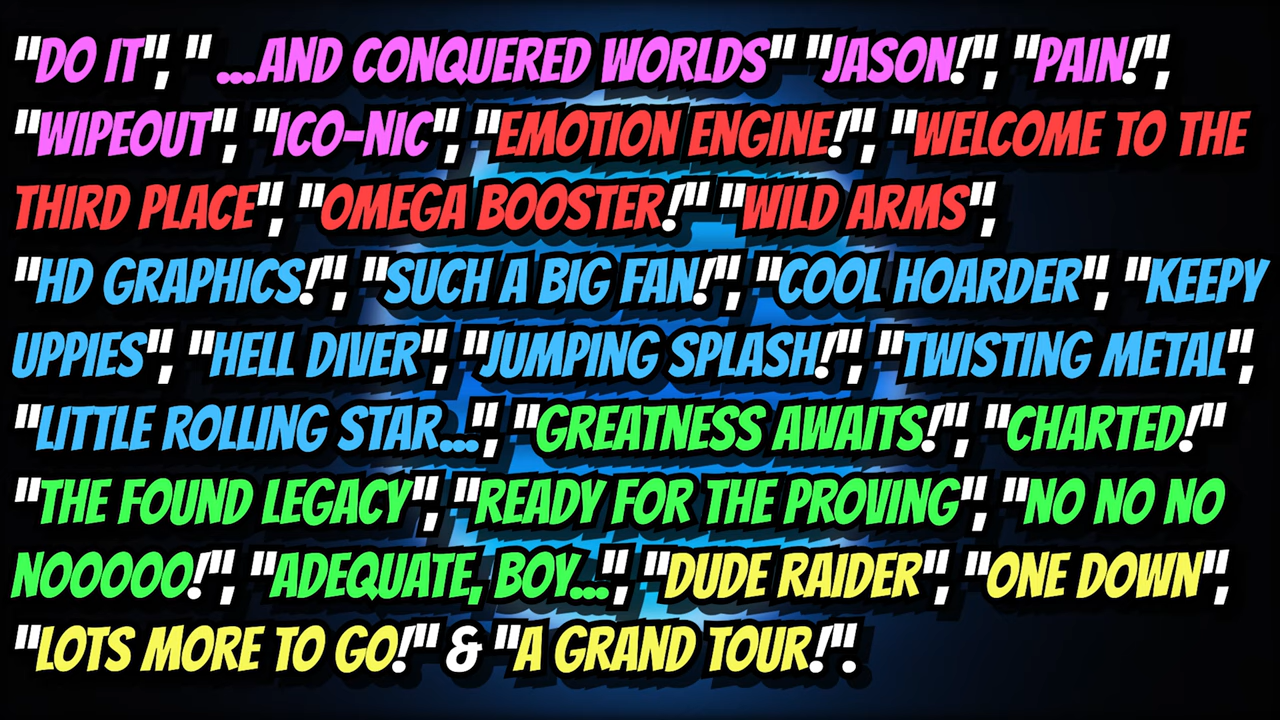 "DO IT", " ...AND CONQUERED WORLDS" "JASON!", "PAIN!",
"WIPEOUT", "ICO-NIC", "EMOTION ENGINE!", "WELCOME TO THE
THIRD PLACE", "OMEGA BOOSTER!" "WILD ARMS",
"HD GRAPHICS!", "SUCH A BIG FAN!", "COOL HOARDER", "KEEPY
UPPIES", "HELL DIVER", "JUMPING SPLASH!", "TWISTING METAL",
"LITTLE ROLLING STAR...", "GREATNESS AWAITS!", "CHARTED!"
"THE FOUND LEGACY", "READY FOR THE PROVING", "NO NO NO
NOOOOO!", "ADEQUATE, BOY...", "DUDE RAIDER", "ONE DOWN",
"LOTS MORE TO GO!" & "A GRAND TOUR!".